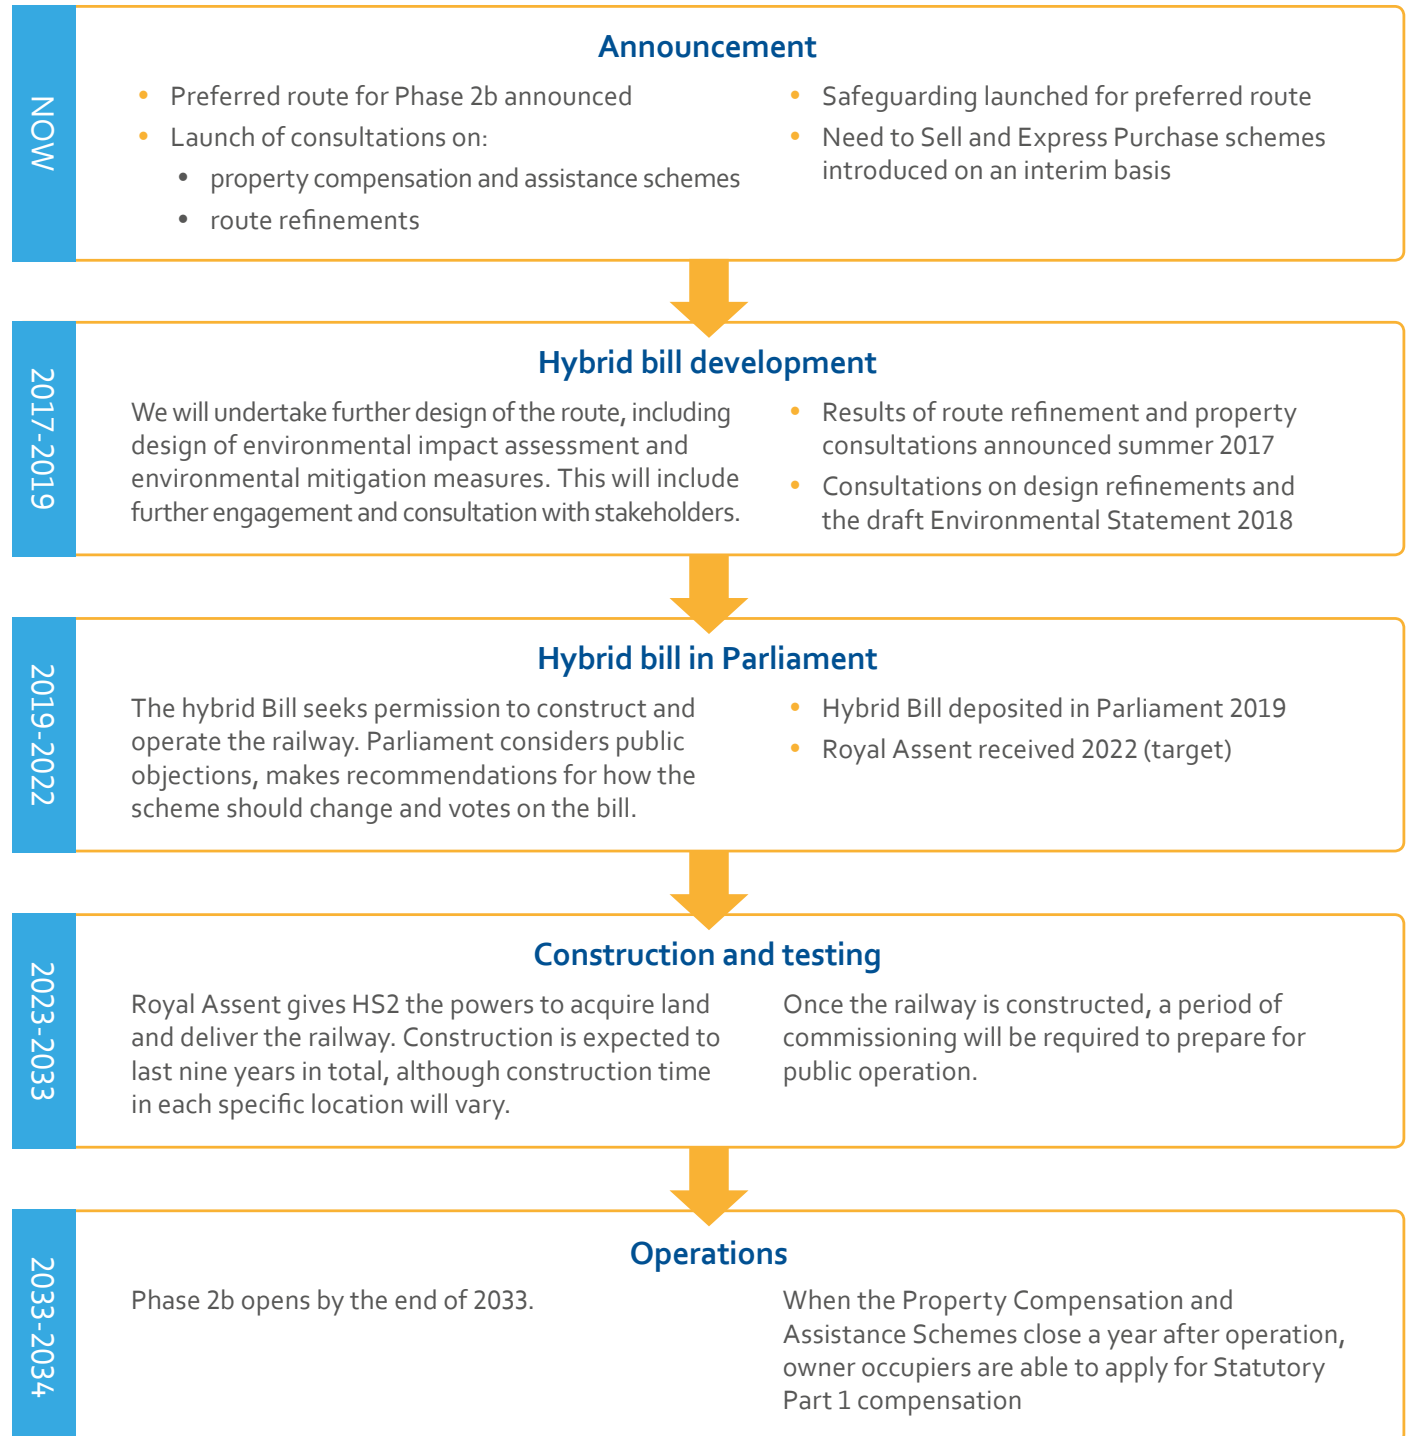 NOW
Announcement
• Preferred route for Phase 2b announced
• Launch of consultations on:
• property compensation and assistance schemes
• route refinements
• Safeguarding launched for preferred route
• Need to Sell and Express Purchase schemes
introduced on an interim basis
2017-2019
Hybrid bill development
We will undertake further design of the route, including
design of environmental impact assessment and
environmental mitigation measures. This will include
further engagement and consultation with stakeholders.
• Results of route refinement and property
consultations announced summer 2017
• Consultations on design refinements and
the draft Environmental Statement 2018
2019-2022
Hybrid bill in Parliament
The hybrid Bill seeks permission to construct and
operate the railway. Parliament considers public
objections, makes recommendations for how the
scheme should change and votes on the bill.
• Hybrid Bill deposited in Parliament 2019
• Royal Assent received 2022 (target)
2023-2033
Construction and testing
Royal Assent gives HS2 the powers to acquire land
and deliver the railway. Construction is expected to
last nine years in total, although construction time
in each specific location will vary.
Once the railway is constructed, a period of
commissioning will be required to prepare for
public operation.
2033-2034
Operations
Phase 2b opens by the end of 2033.
When the Property Compensation and
Assistance Schemes close a year after operation,
owner occupiers are able to apply for Statutory
Part 1 compensation